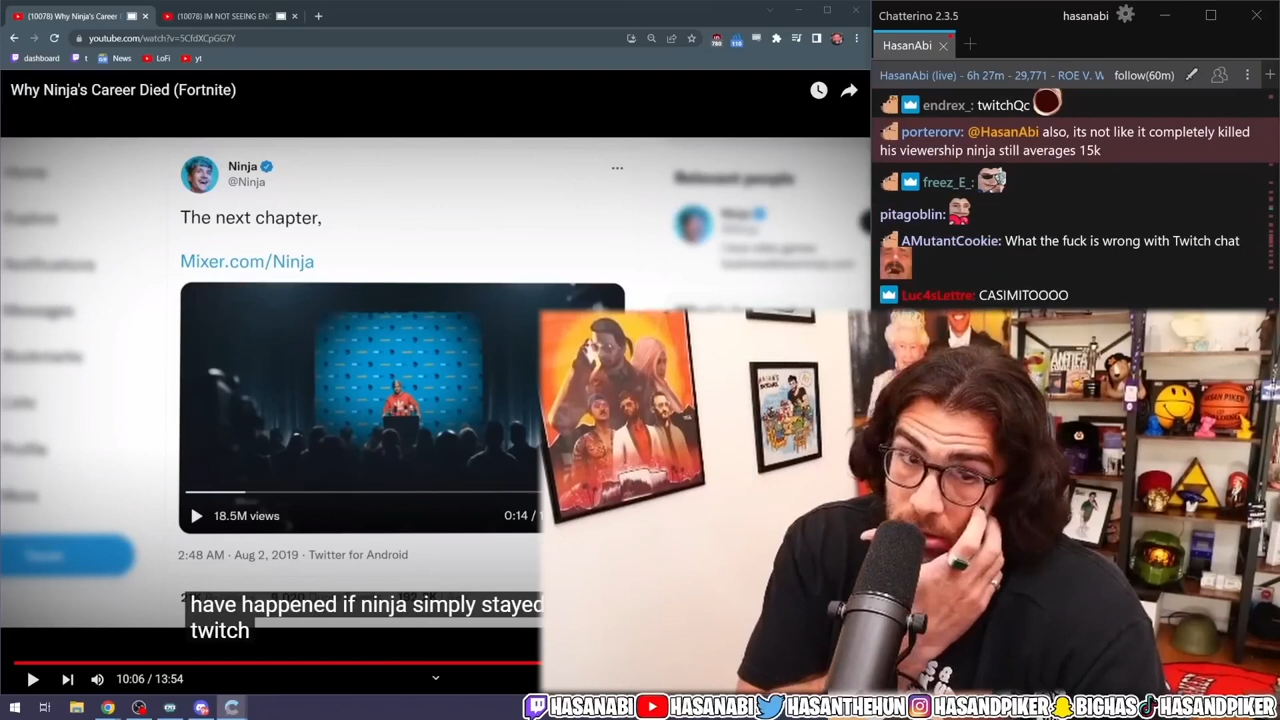 (10078) Why Ninja's Career
(10078) IM NOT SEEING EN
youtube.com/watch?v=5CfdXCpGG7Y
dashboard
t
News
LoFi
yt
Why Ninja's Career Died (Fortnite)
Ninja
@Ninja
The next chapter,
Mixer.com/Ninja
18.5M views
0:14 / 1
2:48 AM · Aug 2, 2019 · Twitter for Android
have happened if ninja simply stayed
twitch
10:06 / 13:54
Chatterino 2.3.5
hasanabi
HasanAbi
HasanAbi (live) - 6h 27m - 29,771 - ROE V. W
follow(60m)
endrex_: twitchQc
porterorv: @HasanAbi also, its not like it completely killed
his viewership ninja still averages 15k
freez_E_:
pitagoblin:
AMutantCookie: What the fuck is wrong with Twitch chat
Luc4sLettre: CASIMITOOOO
ANTIFA
HASANABI
HASANABI
HASANTHEHUN
HASANDPIKER
BIGHAS
HASANDPIKER